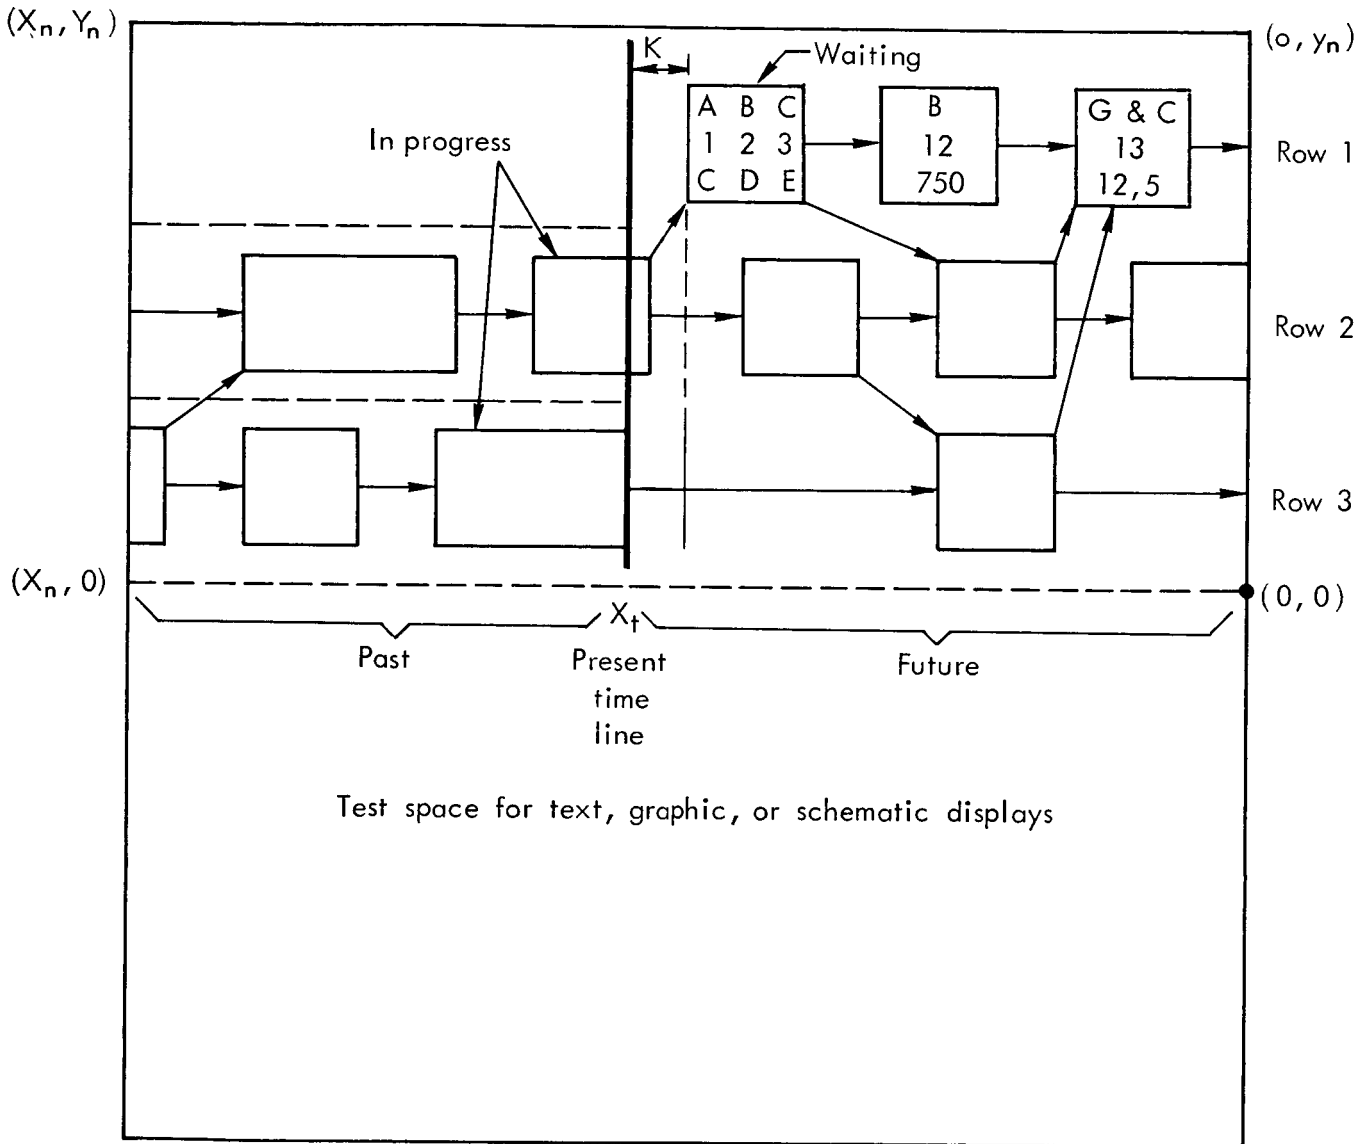 (Xn, Yn)
(o, yn)
K
Waiting
A B C
1 2 3
C D E
B
12
750
G & C
13
12,5
Row 1
In progress
Row 2
Row 3
(Xn, 0)
(0, 0)
Xt
Past
Present
time
line
Future
Test space for text, graphic, or schematic displays